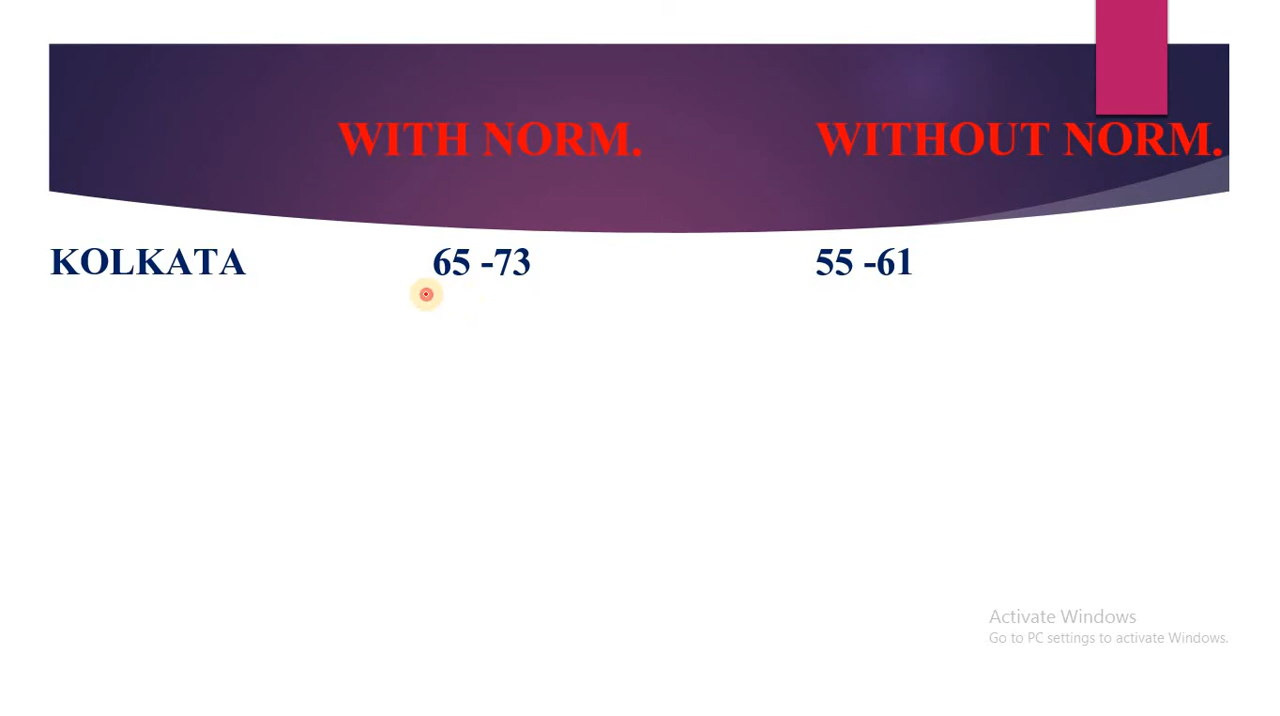 WITH NORM. WITHOUT NORM.
KOLKATA 65 -73 55 -61
Activate Windows
Go to PC settings to activate Windows.